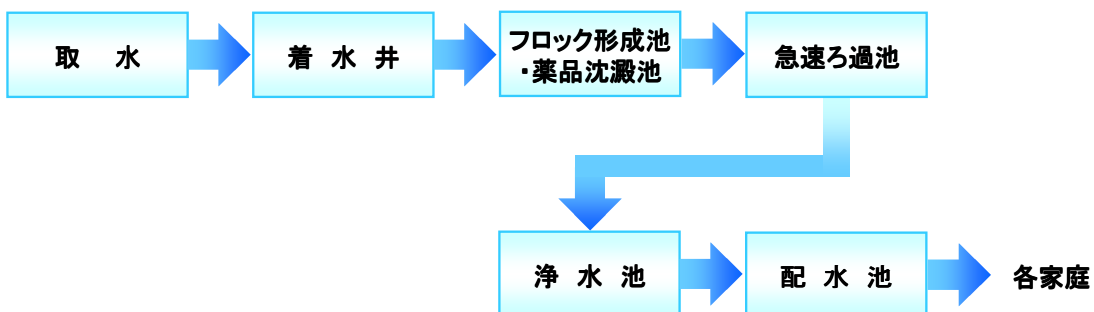 取 水
着 水 井
フロック形成池
・薬品沈澱池
急速ろ過池
浄 水 池
配 水 池
各家庭